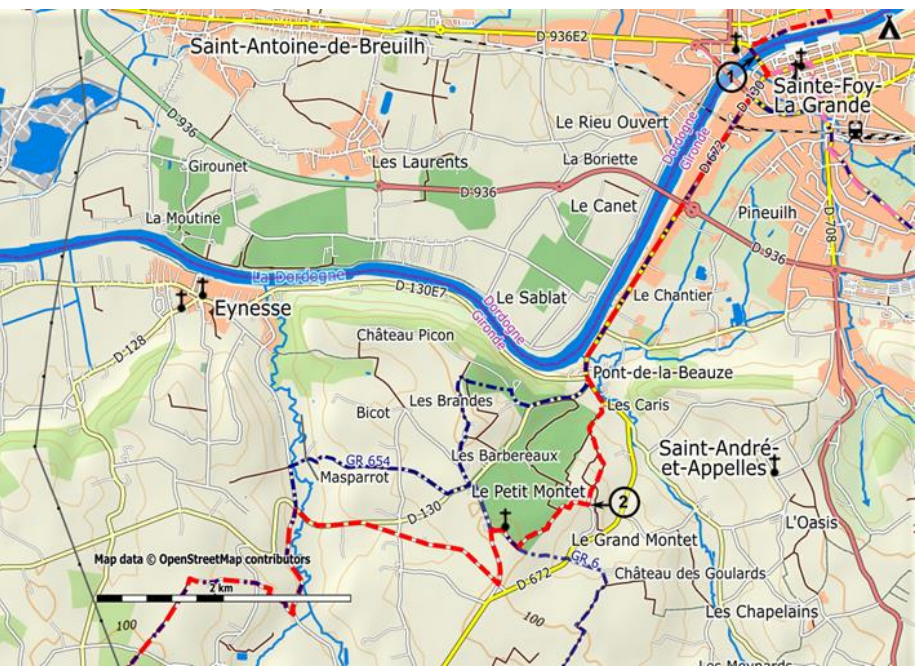 D 936E2
Saint-Antoine-de-Breuilh
1
Sainte-Foy-
La Grande
D 130
D-936
Le Rieu Ouvert
Dordogne
Gironde
D-672
Girounet
Les Laurents
La Boriette
D-936
Le Canet
La Moutine
Pineuilh
D-708
D-936
La Dordogne
D 130E7
Le Sablat
Le Chantier
Eynesse
Dordogne
Gironde
Château Picon
D-128
Pont-de-la-Beauze
Les Brandes
Les Caris
Bicot
Saint-André-
et-Appelles
Les Barbereaux
GR 654
Masparrot
Le Petit Montet
2
D-130
L'Oasis
Le Grand Montet
Map data © OpenStreetMap contributors
GR 6
D-672
Château des Goulards
2 km
Les Chapelains
100
100
Les Meynards